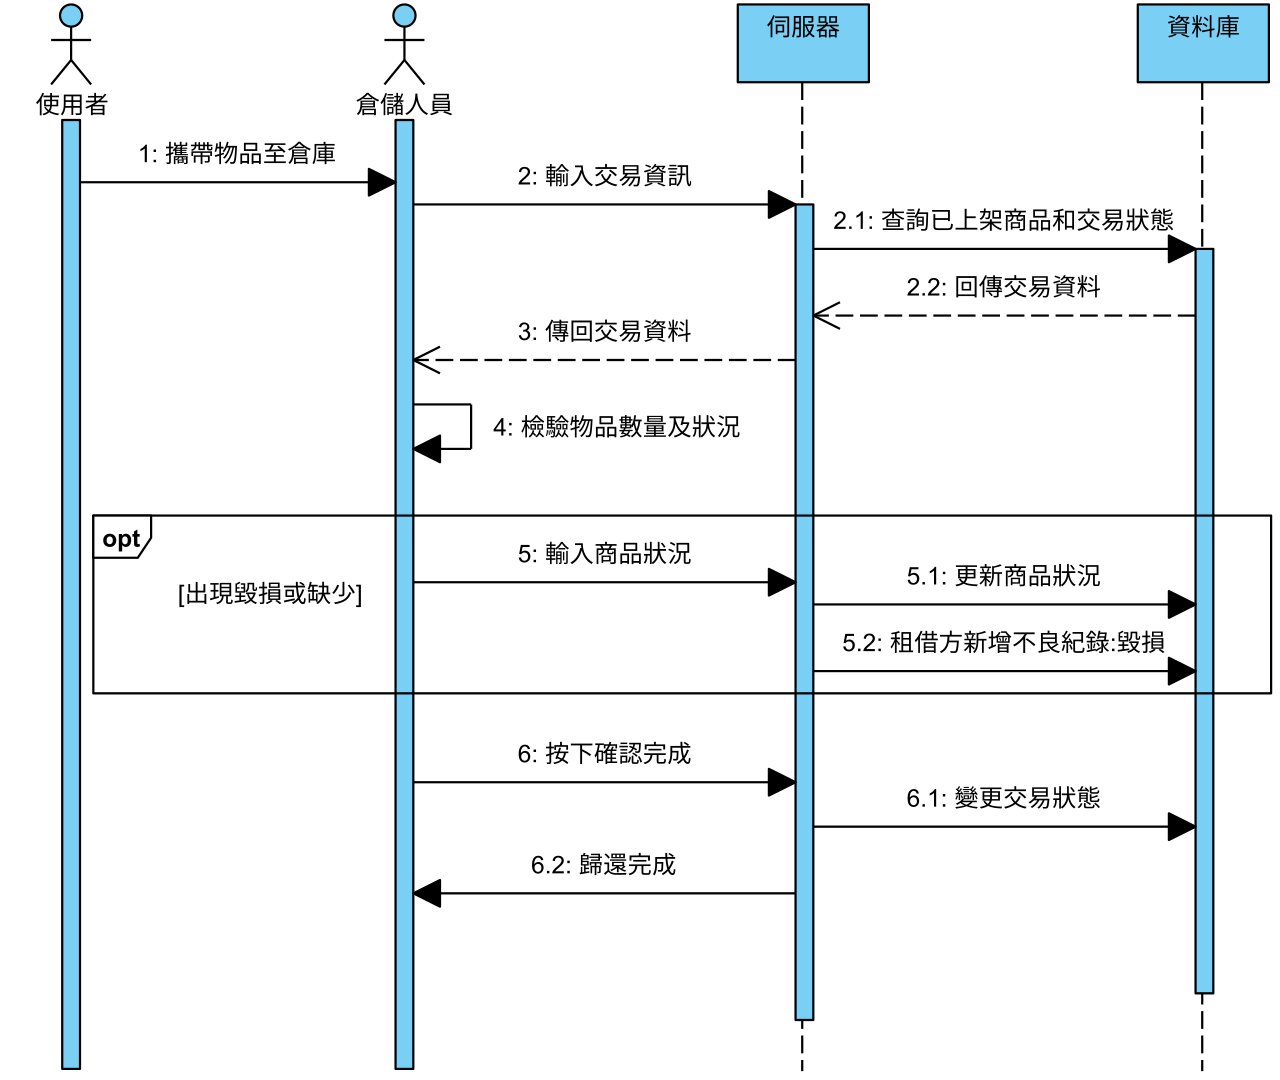 使用者
倉儲人員
伺服器
資料庫
1: 攜帶物品至倉庫
2: 輸入交易資訊
2.1: 查詢已上架商品和交易狀態
2.2: 回傳交易資料
3: 傳回交易資料
4: 檢驗物品數量及狀況
opt
[出現毀損或缺少]
5: 輸入商品狀況
5.1: 更新商品狀況
5.2: 租借方新增不良紀錄:毀損
6: 按下確認完成
6.1: 變更交易狀態
6.2: 歸還完成